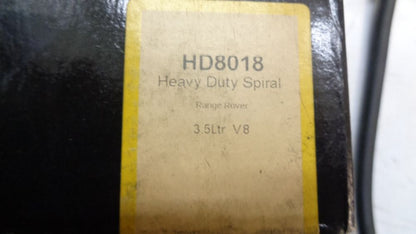 HD8018
Heavy Duty Spiral
Range Rover
3.5Ltr V8